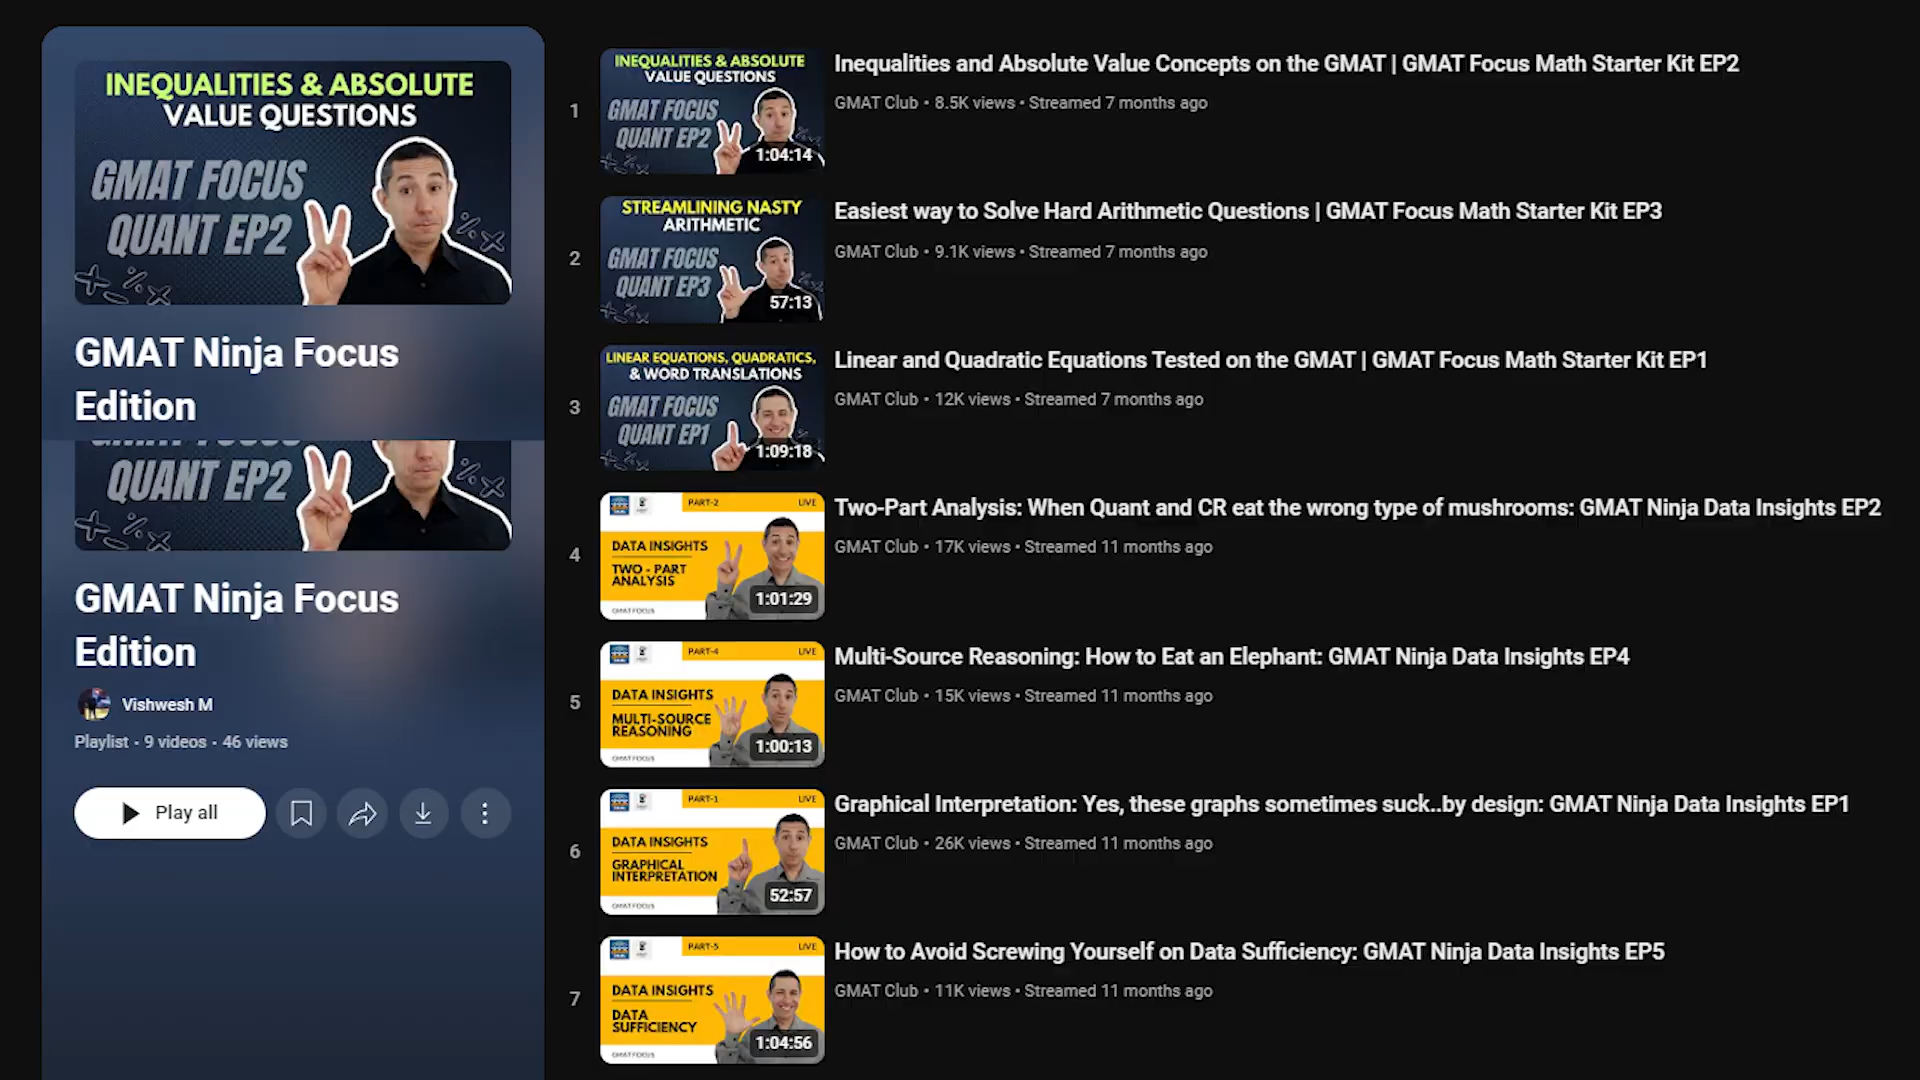 INEQUALITIES & ABSOLUTE
VALUE QUESTIONS
GMAT FOCUS
QUANT EP2
GMAT Ninja Focus
Edition
QUANT EP2
GMAT Ninja Focus
Edition
Vishwesh M
Playlist • 9 videos • 46 views
Play all
1
INEQUALITIES & ABSOLUTE
VALUE QUESTIONS
GMAT FOCUS
QUANT EP2
1:04:14
Inequalities and Absolute Value Concepts on the GMAT | GMAT Focus Math Starter Kit EP2
GMAT Club • 8.5K views • Streamed 7 months ago
2
STREAMLINING NASTY
ARITHMETIC
GMAT FOCUS
QUANT EP3
57:13
Easiest way to Solve Hard Arithmetic Questions | GMAT Focus Math Starter Kit EP3
GMAT Club • 9.1K views • Streamed 7 months ago
3
LINEAR EQUATIONS, QUADRATICS,
& WORD TRANSLATIONS
GMAT FOCUS
QUANT EP1
1:09:18
Linear and Quadratic Equations Tested on the GMAT | GMAT Focus Math Starter Kit EP1
GMAT Club • 12K views • Streamed 7 months ago
4
PART-2 LIVE
DATA INSIGHTS
TWO - PART
ANALYSIS
GMAT FOCUS
1:01:29
Two-Part Analysis: When Quant and CR eat the wrong type of mushrooms: GMAT Ninja Data Insights EP2
GMAT Club • 17K views • Streamed 11 months ago
5
PART-4 LIVE
DATA INSIGHTS
MULTI-SOURCE
REASONING
GMAT FOCUS
1:00:13
Multi-Source Reasoning: How to Eat an Elephant: GMAT Ninja Data Insights EP4
GMAT Club • 15K views • Streamed 11 months ago
6
PART-1 LIVE
DATA INSIGHTS
GRAPHICAL
INTERPRETATION
GMAT FOCUS
52:57
Graphical Interpretation: Yes, these graphs sometimes suck..by design: GMAT Ninja Data Insights EP1
GMAT Club • 26K views • Streamed 11 months ago
7
PART-5 LIVE
DATA INSIGHTS
DATA
SUFFICIENCY
GMAT FOCUS
1:04:56
How to Avoid Screwing Yourself on Data Sufficiency: GMAT Ninja Data Insights EP5
GMAT Club • 11K views • Streamed 11 months ago